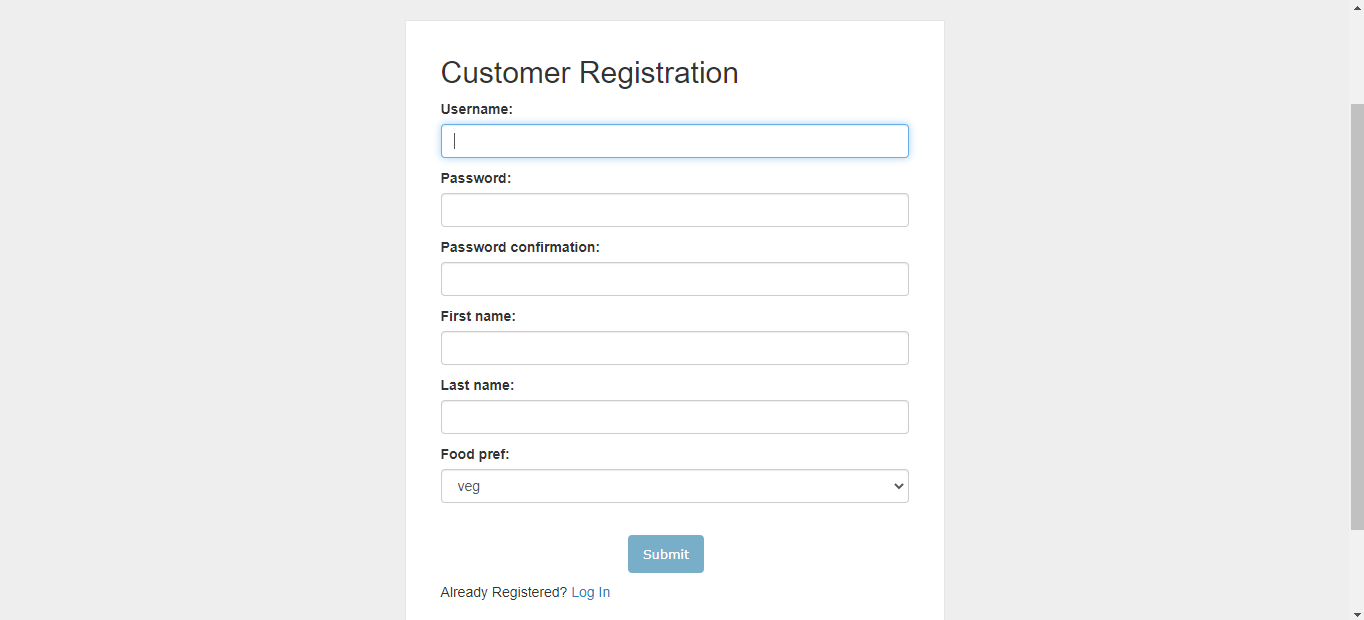 Customer Registration
Username:
Password:
Password confirmation:
First name:
Last name:
Food pref:
veg
Submit
Already Registered? Log In